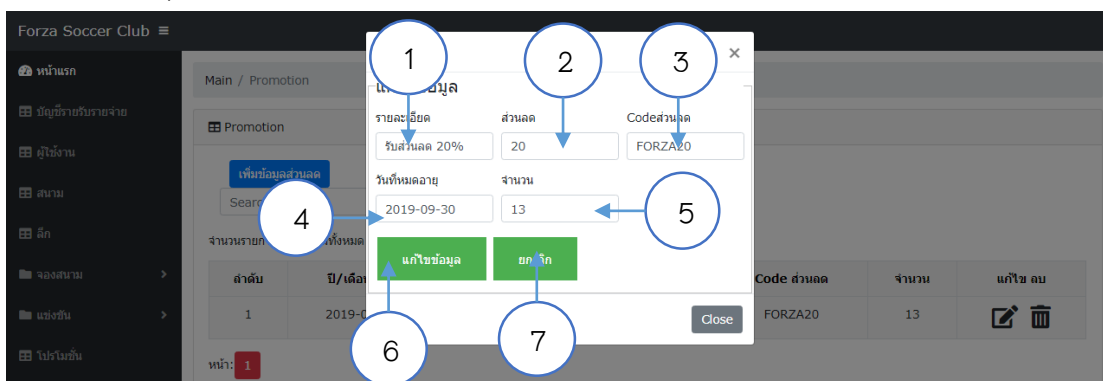 Forza Soccer Club ≡
หน้าแรก
บัญชีรายรับรายจ่าย
ผู้ใช้งาน
สนาม
ลีก
จองสนาม
แข่งขัน
โปรโมชั่น
Main / Promotion
Promotion
เพิ่มข้อมูลส่วนลด
จำนวนรายก
ทั้งหมด
ลำดับ
Code ส่วนลด จำนวน แก้ไข ลบ
1 FORZA20 13
หน้า: 1
×
รายละเอียด ส่วนลด Codeส่วนลด
รับส่วนลด 20% 20 FORZA20
วันที่หมดอายุ จำนวน
2019-09-30 13
แก้ไขข้อมูล ยกเลิก
Close
1 2 3
4 5
6 7